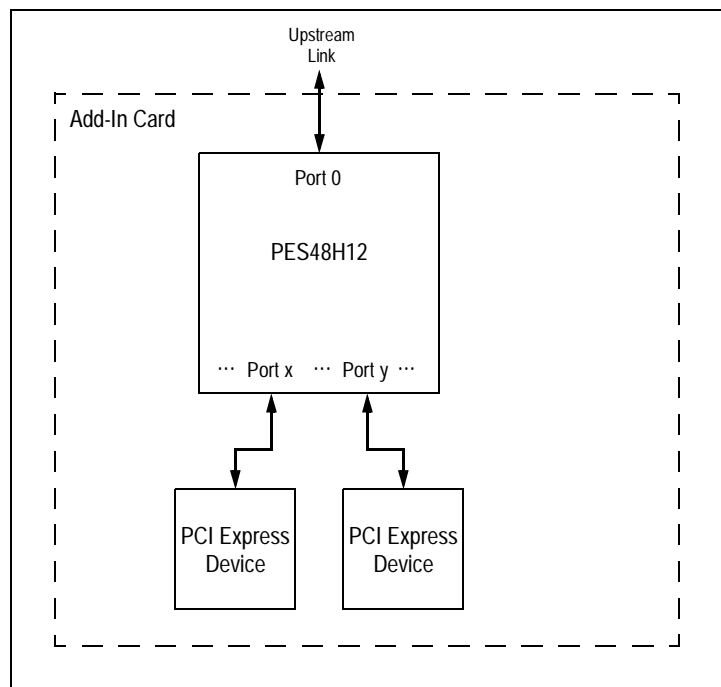 Upstream
Link
Add-In Card
Port 0
PES48H12
··· Port x ··· Port y ···
PCI Express
Device
PCI Express
Device